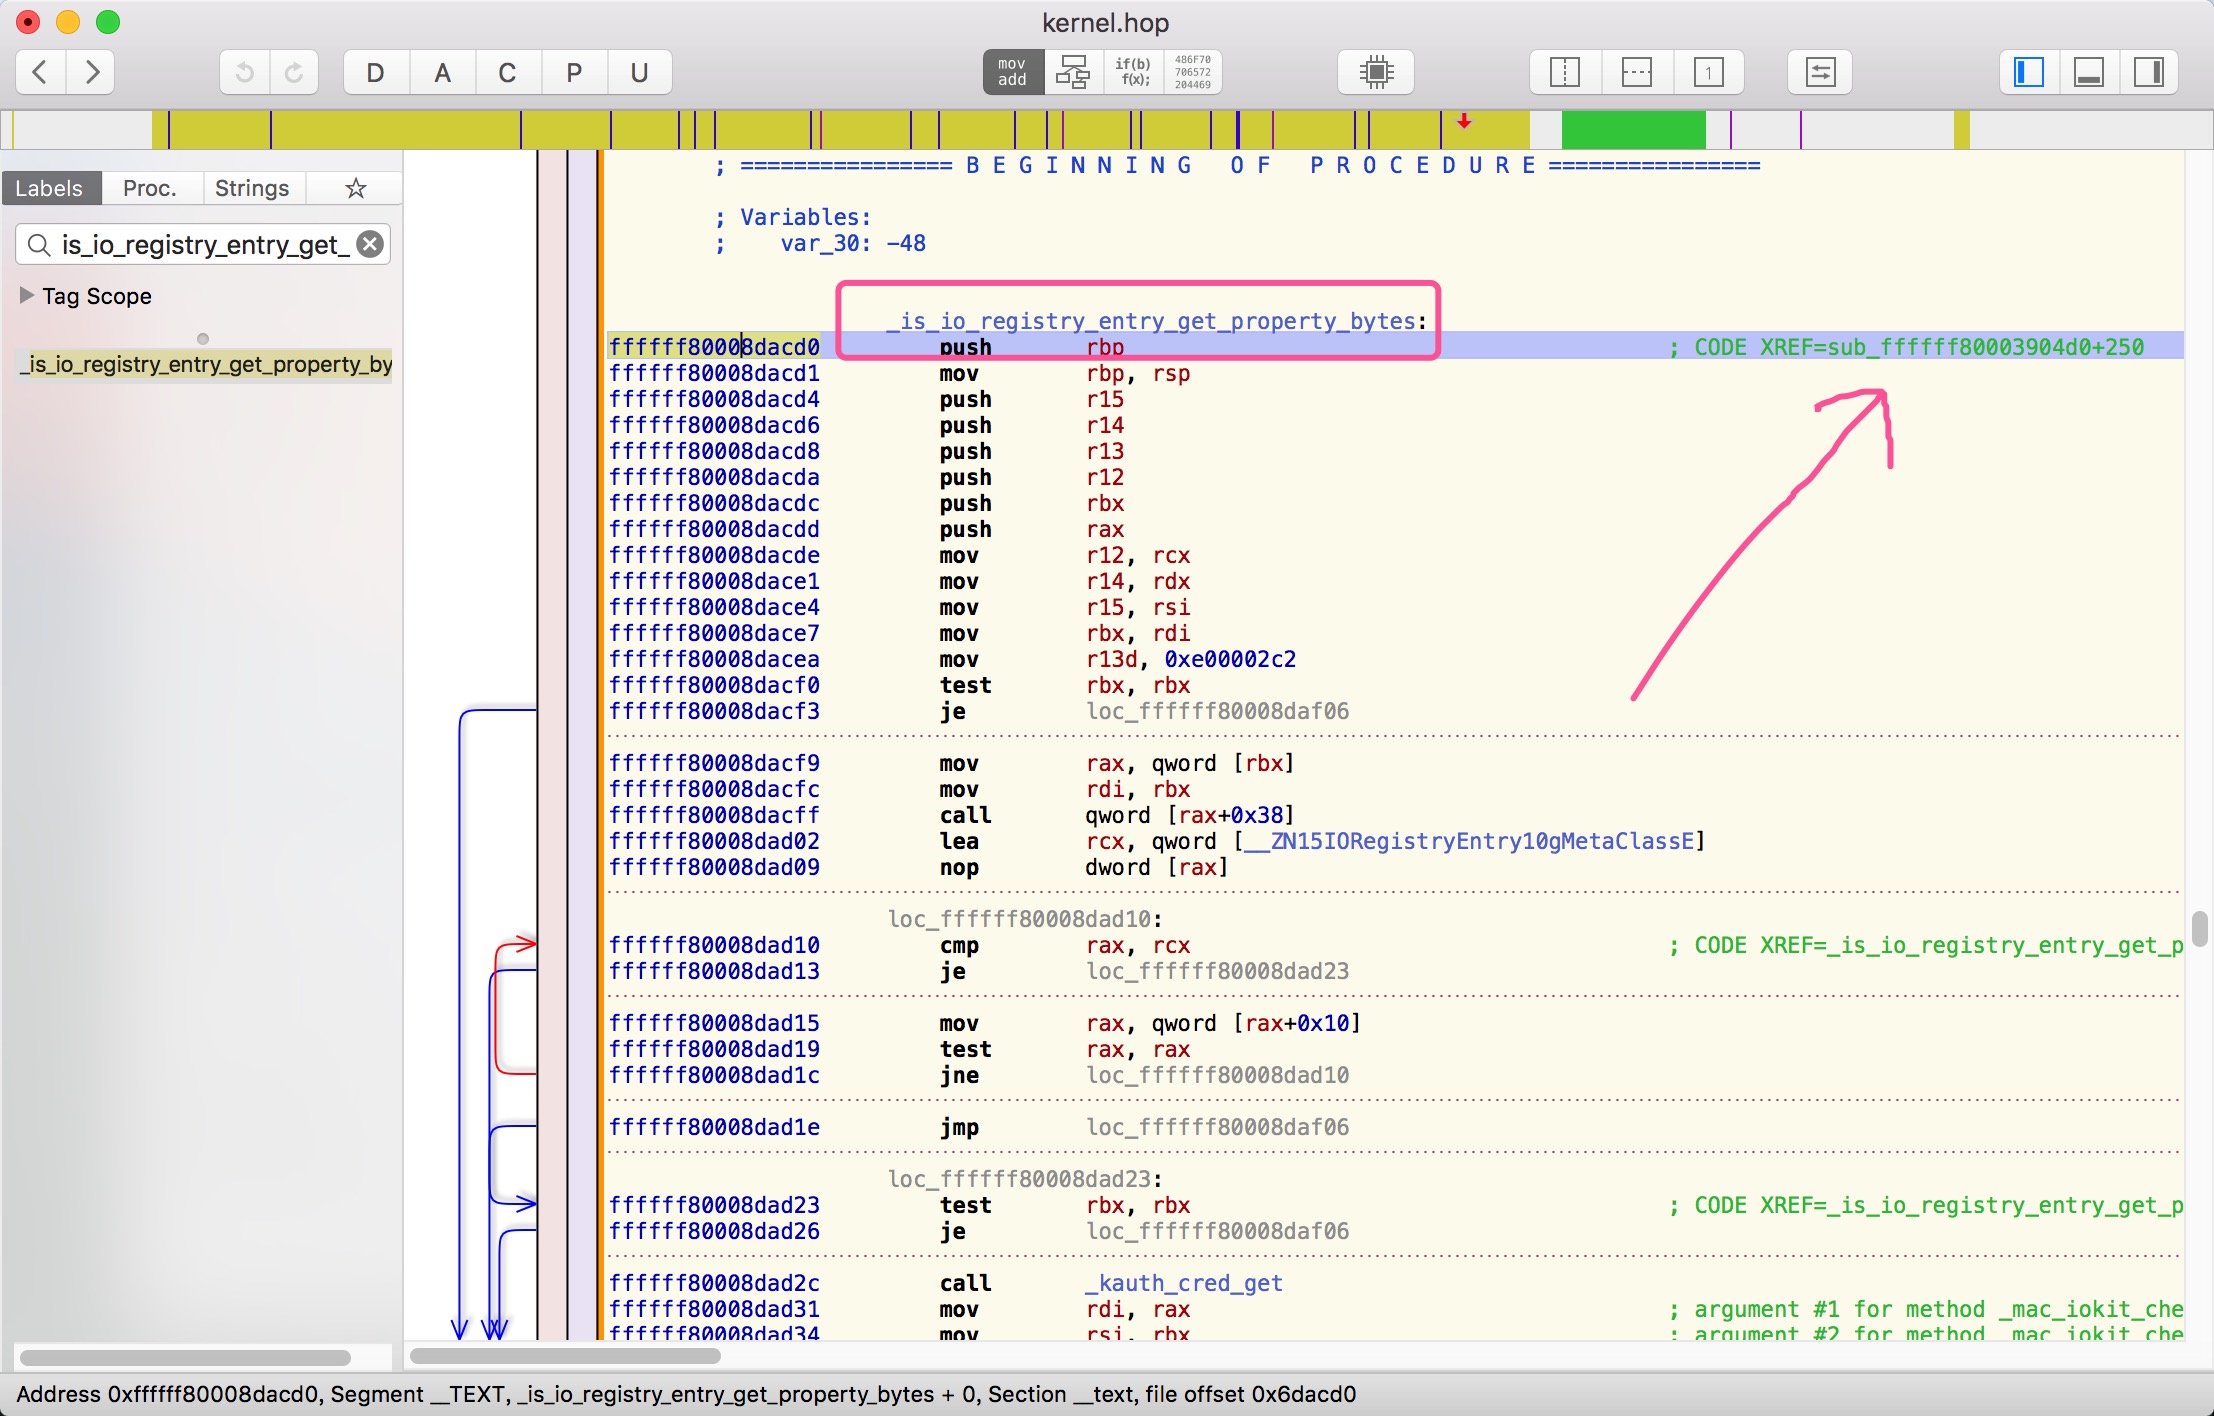 kernel.hop
D A C P U
mov add
if(b) f(x);
486F70 706572 204469
1
; ================ B E G I N N I N G   O F   P R O C E D U R E ================
Labels Proc. Strings
; Variables:
is_io_registry_entry_get_
;    var_30: -48
Tag Scope
_is_io_registry_entry_get_property_bytes:
ffffff80008dacd0 push rbp ; CODE XREF=sub_ffffff80003904d0+250
_is_io_registry_entry_get_property_by
ffffff80008dacd1 mov rbp, rsp
ffffff80008dacd4 push r15
ffffff80008dacd6 push r14
ffffff80008dacd8 push r13
ffffff80008dacda push r12
ffffff80008dacdc push rbx
ffffff80008dacdd push rax
ffffff80008dacde mov r12, rcx
ffffff80008dace1 mov r14, rdx
ffffff80008dace4 mov r15, rsi
ffffff80008dace7 mov rbx, rdi
ffffff80008dacea mov r13d, 0xe00002c2
ffffff80008dacf0 test rbx, rbx
ffffff80008dacf3 je loc_ffffff80008daf06
ffffff80008dacf9 mov rax, qword [rbx]
ffffff80008dacfc mov rdi, rbx
ffffff80008dacff call qword [rax+0x38]
ffffff80008dad02 lea rcx, qword [__ZN15IORegistryEntry10gMetaClassE]
ffffff80008dad09 nop dword [rax]
loc_ffffff80008dad10:
ffffff80008dad10 cmp rax, rcx ; CODE XREF=_is_io_registry_entry_get_p
ffffff80008dad13 je loc_ffffff80008dad23
ffffff80008dad15 mov rax, qword [rax+0x10]
ffffff80008dad19 test rax, rax
ffffff80008dad1c jne loc_ffffff80008dad10
ffffff80008dad1e jmp loc_ffffff80008daf06
loc_ffffff80008dad23:
ffffff80008dad23 test rbx, rbx ; CODE XREF=_is_io_registry_entry_get_p
ffffff80008dad26 je loc_ffffff80008daf06
ffffff80008dad2c call _kauth_cred_get
ffffff80008dad31 mov rdi, rax ; argument #1 for method _mac_iokit_che
ffffff80008dad34 mov rsi, rbx ; argument #2 for method _mac_iokit_che
Address 0xffffff80008dacd0, Segment __TEXT, _is_io_registry_entry_get_property_bytes + 0, Section __text, file offset 0x6dacd0